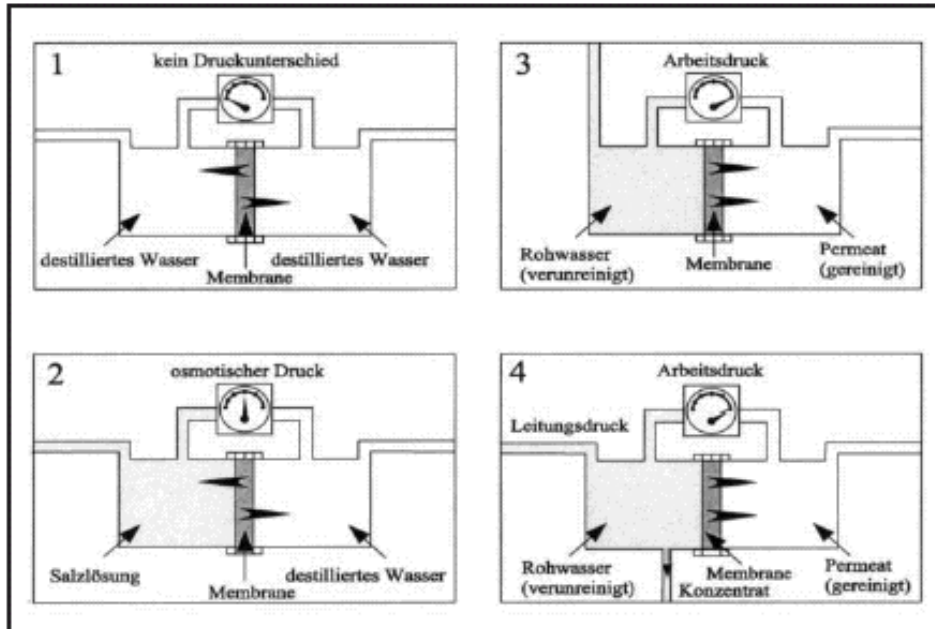 1
kein Druckunterschied
destilliertes Wasser
destilliertes Wasser
Membrane
3
Arbeitsdruck
Rohwasser
(verunreinigt)
Membrane
Permeat
(gereinigt)
2
osmotischer Druck
Salzlösung
Membrane
destilliertes Wasser
4
Arbeitsdruck
Leitungsdruck
Rohwasser
(verunreinigt)
Membrane
Konzentrat
Permeat
(gereinigt)